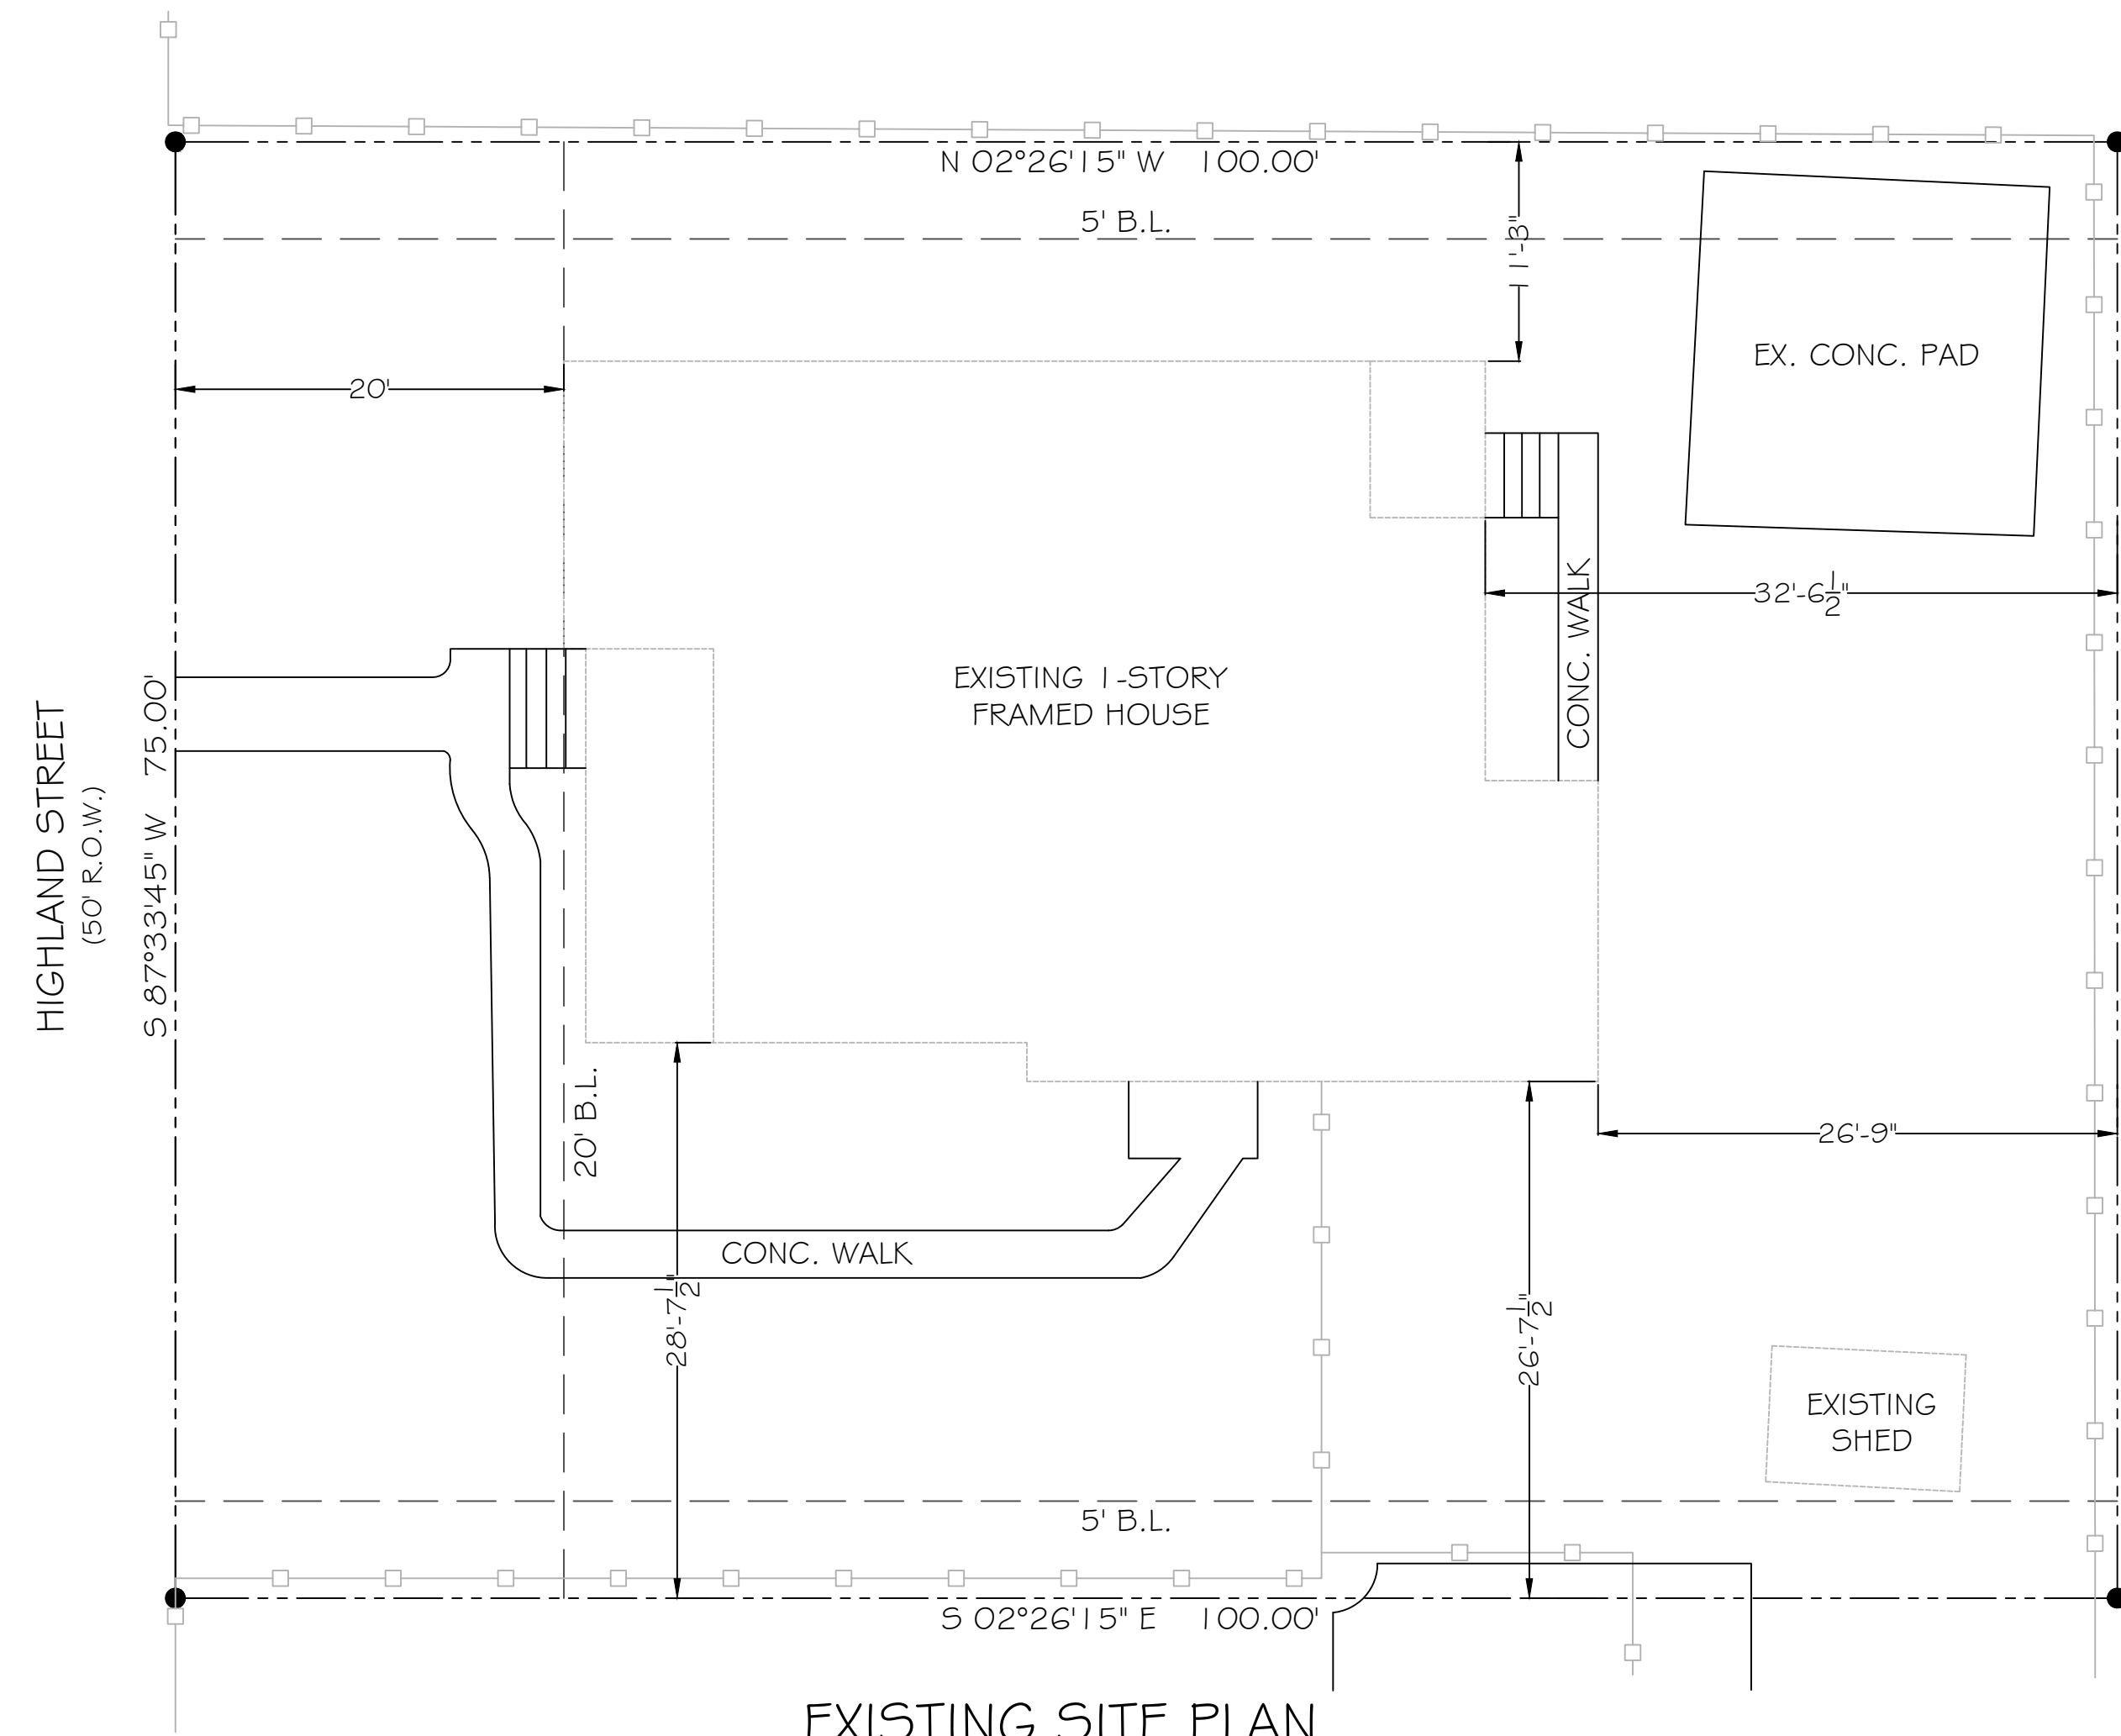 N 02°26'15" W 100.00'
5' B.L.
11'-3"
EX. CONC. PAD
20'
32'-6 1/2"
CONC. WALK
EXISTING 1-STORY
FRAMED HOUSE
HIGHLAND STREET
(50' R.O.W.)
S 87°33'45" W 75.00'
20' B.L.
26'-9"
CONC. WALK
28'-7 1/2"
26'-7 1/2"
EXISTING
SHED
5' B.L.
S 02°26'15" E 100.00'
EXISTING SITE PLAN